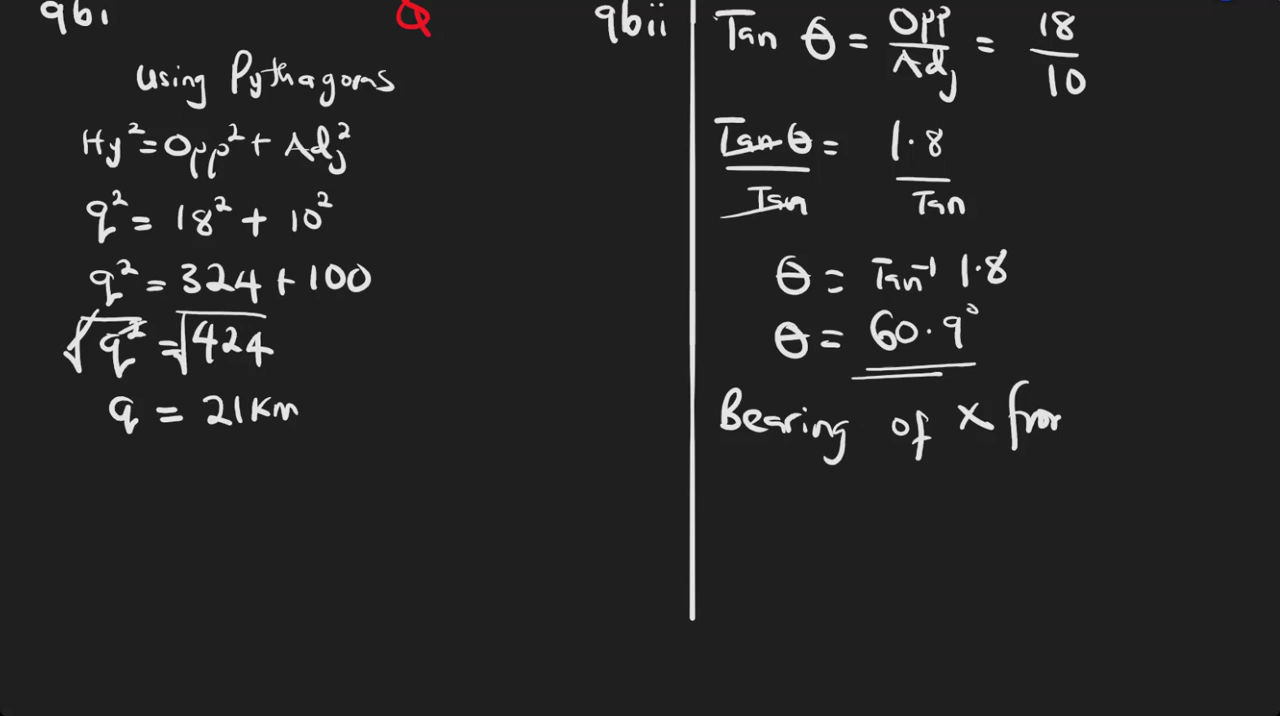 9bi
Q
Using Pythagoras
Hy² = Opp² + Adj²
q² = 18² + 10²
q² = 324 + 100
√q² = √424
q = 21Km
9bii
Tan θ = Opp/Adj = 18/10
Tanθ/Tan = 1.8/Tan
θ = Tan⁻¹ 1.8
θ = 60.9°
Bearing of X from